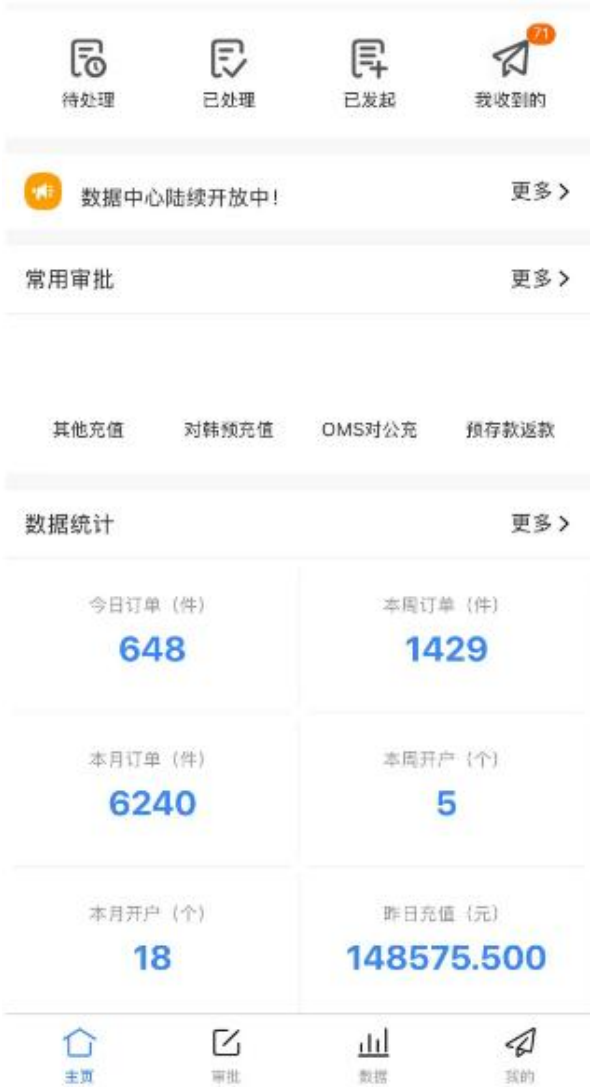 71
待处理 已处理 已发起 我收到的
数据中心陆续开放中! 更多
常用审批 更多
其他充值 对韩预充值 OMS对公充 预存款返款
数据统计 更多
今日订单（件） 本周订单（件）
648 1429
本月订单（件） 本周开户（个）
6240 5
本月开户（个） 昨日充值（元）
18 148575.500
主页 审批 数据 我的